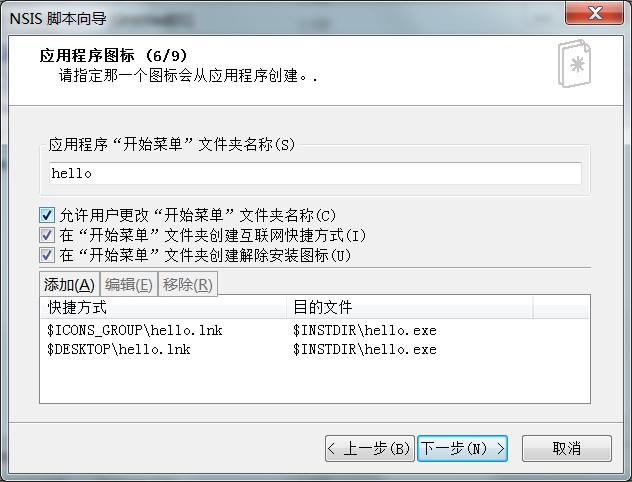 NSIS 脚本向导
应用程序图标 (6/9)
请指定那一个图标会从应用程序创建。.
应用程序“开始菜单”文件夹名称(S)
hello
允许用户更改“开始菜单”文件夹名称(C)
在“开始菜单”文件夹创建互联网快捷方式(I)
在“开始菜单”文件夹创建解除安装图标(U)
添加(A) 编辑(E) 移除(R)
快捷方式 目的文件
$ICONS_GROUP\hello.lnk $INSTDIR\hello.exe
$DESKTOP\hello.lnk $INSTDIR\hello.exe
< 上一步(B) 下一步(N) > 取消